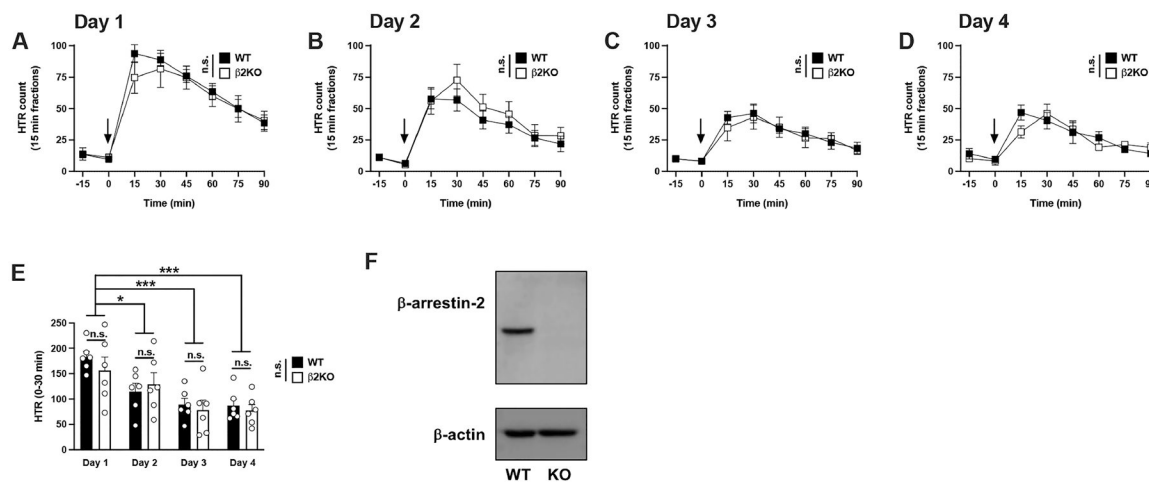 Day 1
Day 2
Day 3
Day 4
A
HTR count
(15 min fractions)
100
75
50
25
0
-15 0 15 30 45 60 75 90
Time (min)
n.s.
WT
β2KO
B
HTR count
(15 min fractions)
100
75
50
25
0
-15 0 15 30 45 60 75 90
Time (min)
n.s.
WT
β2KO
C
HTR count
(15 min fractions)
100
75
50
25
0
-15 0 15 30 45 60 75 90
Time (min)
n.s.
WT
β2KO
D
HTR count
(15 min fractions)
100
75
50
25
0
-15 0 15 30 45 60 75 90
Time (min)
n.s.
WT
β2KO
E
***
***
*
HTR (0-30 min)
250
200
150
100
50
0
n.s.
n.s.
n.s.
n.s.
Day 1 Day 2 Day 3 Day 4
n.s.
WT
β2KO
F
β-arrestin-2
β-actin
WT KO